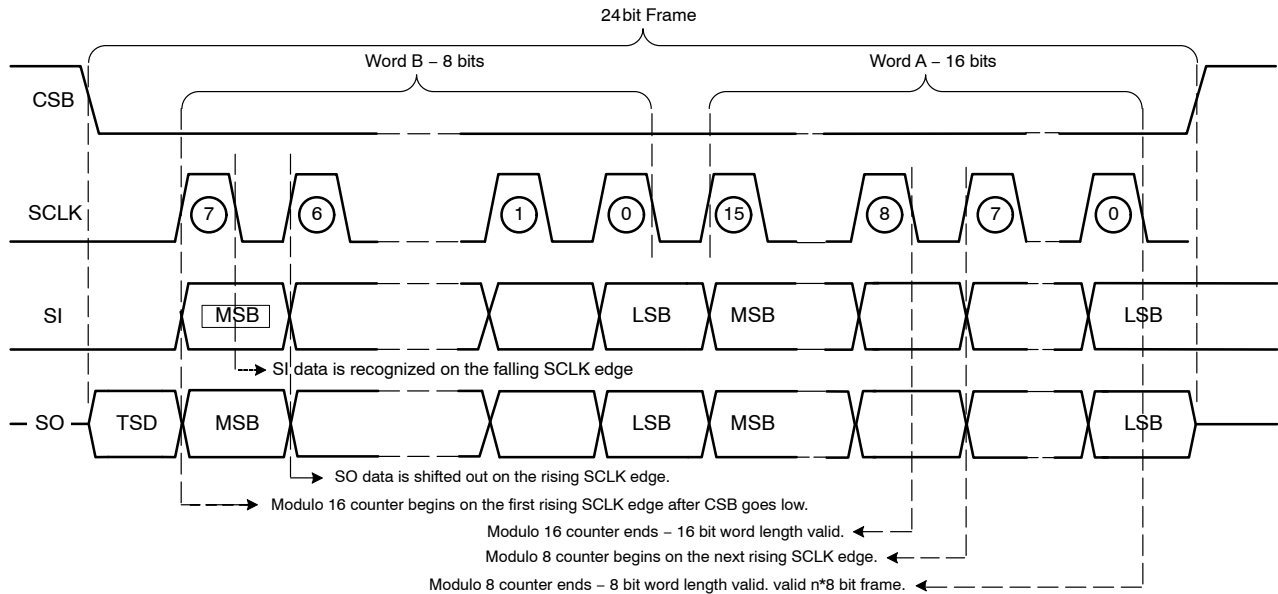 24 bit Frame
Word B – 8 bits
Word A – 16 bits
CSB
SCLK
7
6
1
0
15
8
7
0
SI
MSB
LSB
MSB
LSB
SI data is recognized on the falling SCLK edge
SO
TSD
MSB
LSB
MSB
LSB
SO data is shifted out on the rising SCLK edge.
Modulo 16 counter begins on the first rising SCLK edge after CSB goes low.
Modulo 16 counter ends – 16 bit word length valid.
Modulo 8 counter begins on the next rising SCLK edge.
Modulo 8 counter ends – 8 bit word length valid. valid n*8 bit frame.